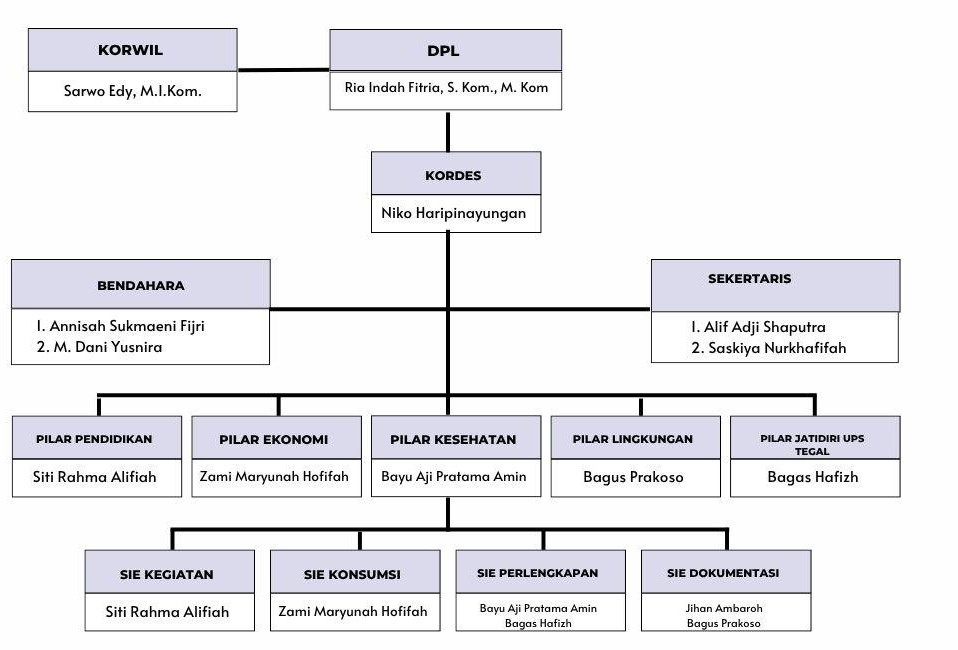 KORWIL
Sarwo Edy, M.I.Kom.
DPL
Ria Indah Fitria, S. Kom., M. Kom
KORDES
Niko Haripinayungan
BENDAHARA
1. Annisah Sukmaeni Fijri
2. M. Dani Yusnira
SEKERTARIS
1. Alif Adji Shaputra
2. Saskiya Nurkhafifah
PILAR PENDIDIKAN
Siti Rahma Alifiah
PILAR EKONOMI
Zami Maryunah Hofifah
PILAR KESEHATAN
Bayu Aji Pratama Amin
PILAR LINGKUNGAN
Bagus Prakoso
PILAR JATIDIRI UPS
TEGAL
Bagas Hafizh
SIE KEGIATAN
Siti Rahma Alifiah
SIE KONSUMSI
Zami Maryunah Hofifah
SIE PERLENGKAPAN
Bayu Aji Pratama Amin
Bagas Hafizh
SIE DOKUMENTASI
Jihan Ambaroh
Bagus Prakoso